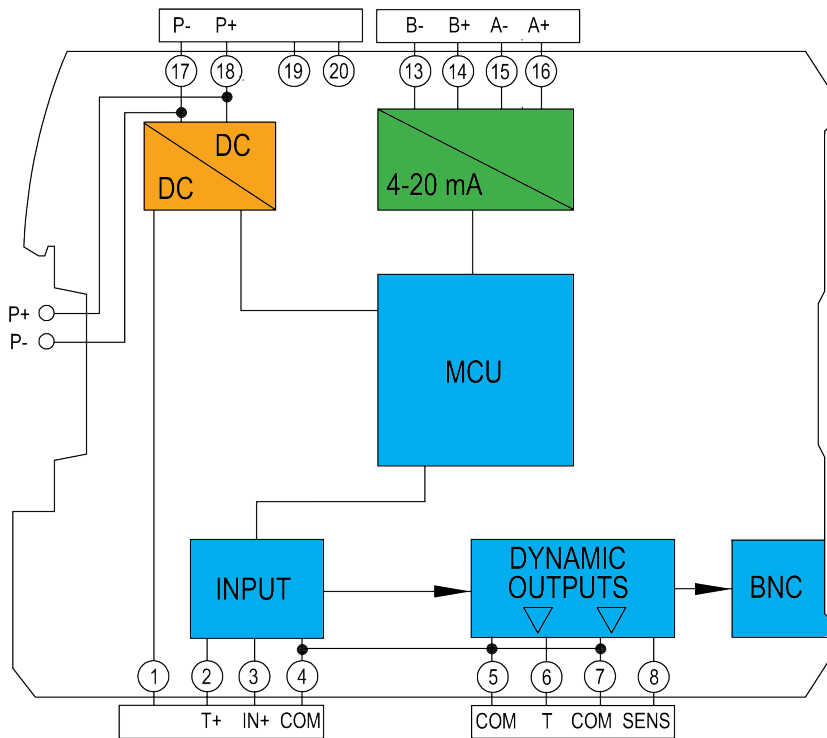 P- P+
B- B+ A- A+
17 18 19 20
13 14 15 16
DC
DC
4-20 mA
P+
P-
MCU
INPUT
DYNAMIC
OUTPUTS
BNC
1 2 3 4
5 6 7 8
T+ IN+ COM
COM T COM SENS